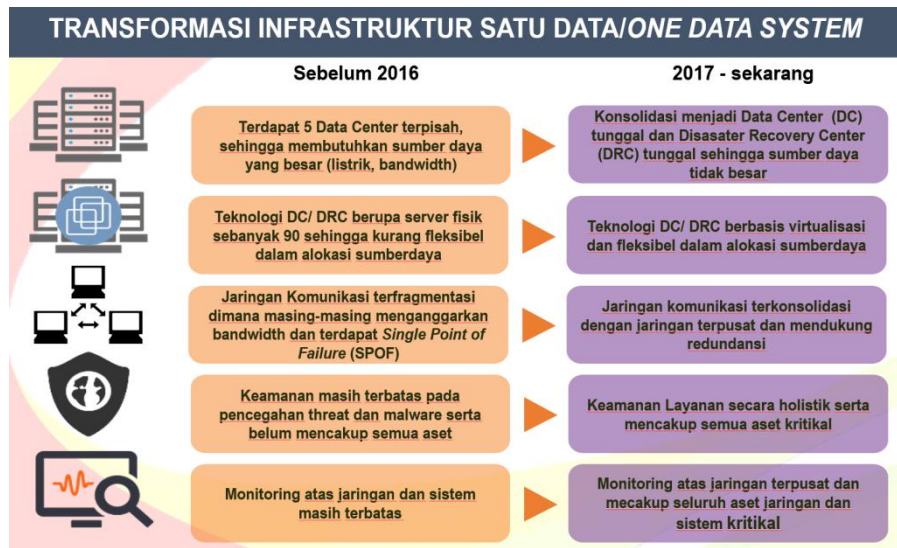 TRANSFORMASI INFRASTRUKTUR SATU DATA/ONE DATA SYSTEM
Sebelum 2016
2017 - sekarang
Terdapat 5 Data Center terpisah,
sehingga membutuhkan sumber daya
yang besar (listrik, bandwidth)
Konsolidasi menjadi Data Center (DC)
tunggal dan Disasater Recovery Center
(DRC) tunggal sehingga sumber daya
tidak besar
Teknologi DC/ DRC berupa server fisik
sebanyak 90 sehingga kurang fleksibel
dalam alokasi sumberdaya
Teknologi DC/ DRC berbasis virtualisasi
dan fleksibel dalam alokasi sumberdaya
Jaringan Komunikasi terfragmentasi
dimana masing-masing menganggarkan
bandwidth dan terdapat Single Point of
Failure (SPOF)
Jaringan komunikasi terkonsolidasi
dengan jaringan terpusat dan mendukung
redundansi
Keamanan masih terbatas pada
pencegahan threat dan malware serta
belum mencakup semua aset
Keamanan Layanan secara holistik serta
mencakup semua aset kritikal
Monitoring atas jaringan dan sistem
masih terbatas
Monitoring atas jaringan terpusat dan
mecakup seluruh aset jaringan dan
sistem kritikal